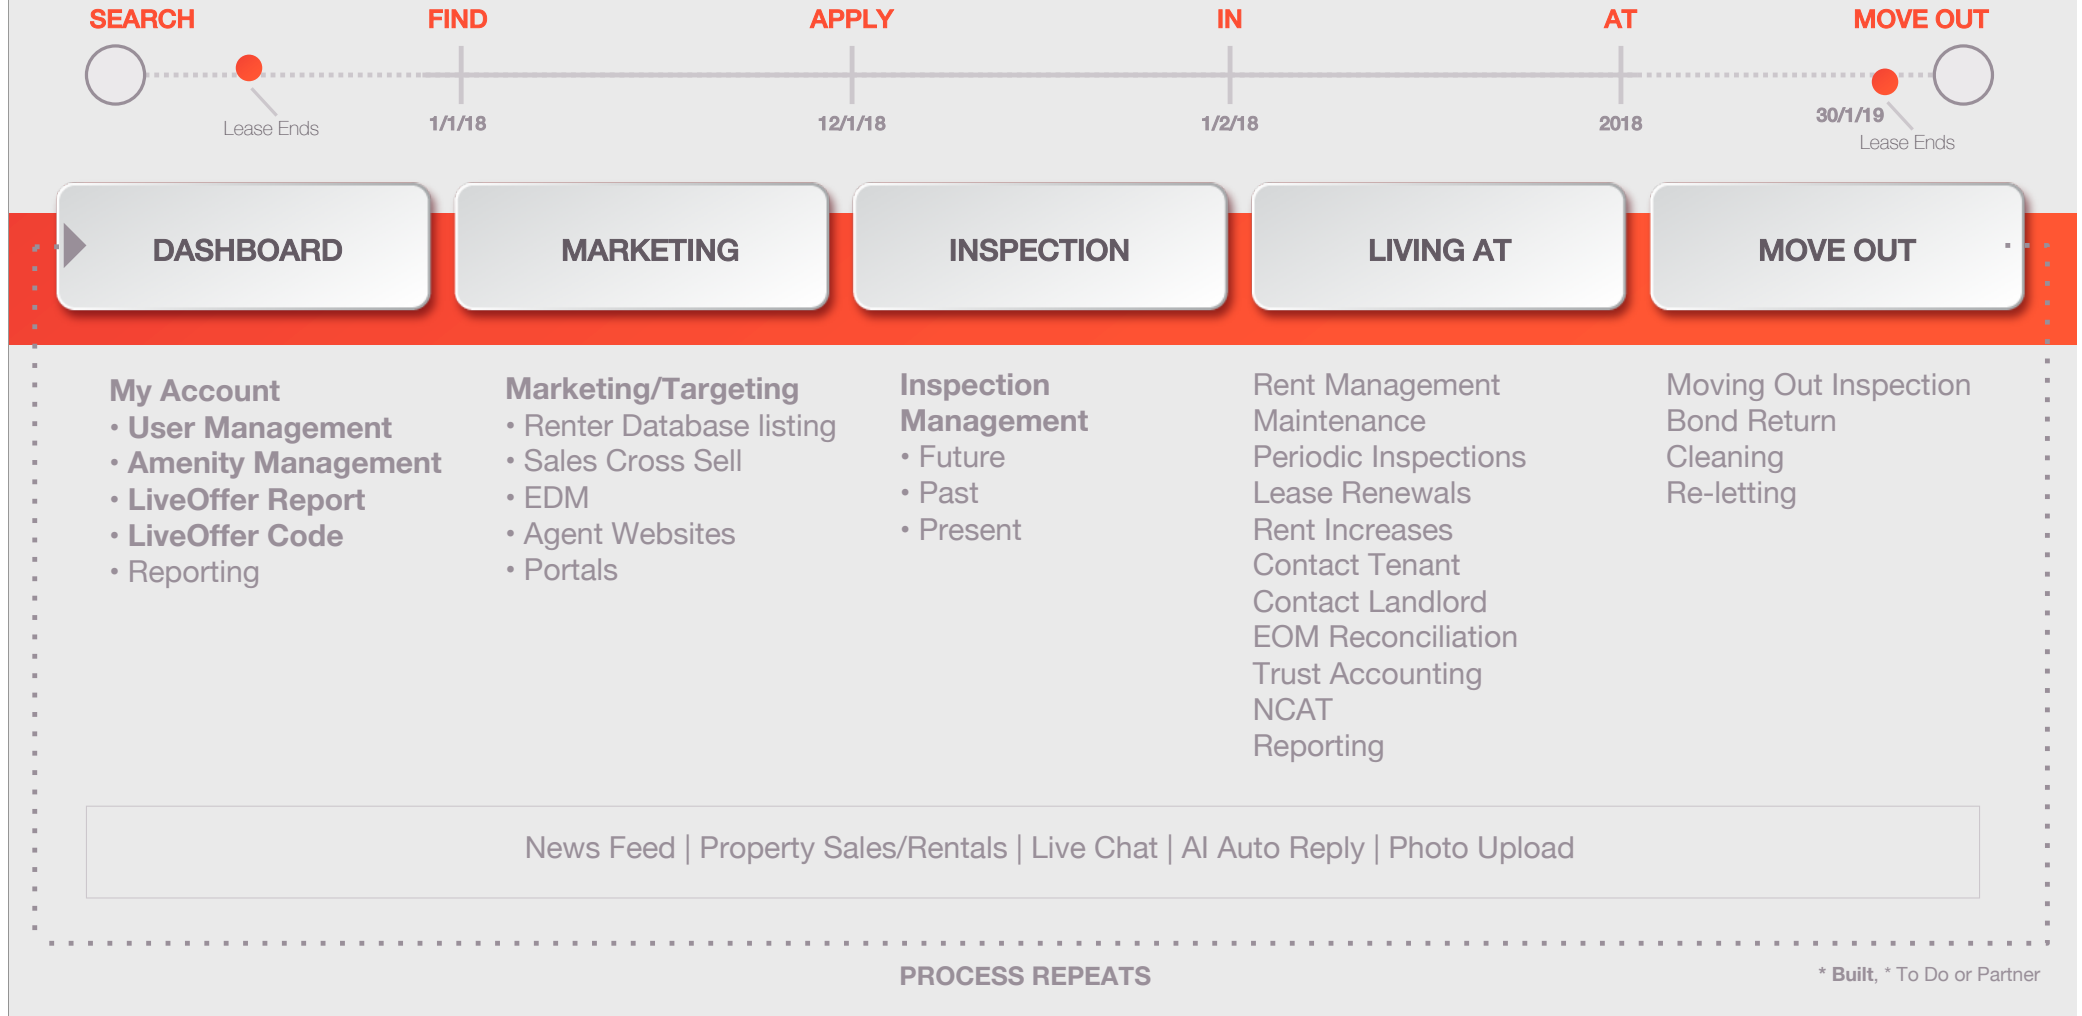 SEARCH
FIND
APPLY
IN
AT
MOVE OUT
Lease Ends
1/1/18
12/1/18
1/2/18
2018
30/1/19
Lease Ends
DASHBOARD
MARKETING
INSPECTION
LIVING AT
MOVE OUT
My Account
• User Management
• Amenity Management
• LiveOffer Report
• LiveOffer Code
• Reporting
Marketing/Targeting
• Renter Database listing
• Sales Cross Sell
• EDM
• Agent Websites
• Portals
Inspection
Management
• Future
• Past
• Present
Rent Management
Maintenance
Periodic Inspections
Lease Renewals
Rent Increases
Contact Tenant
Contact Landlord
EOM Reconciliation
Trust Accounting
NCAT
Reporting
Moving Out Inspection
Bond Return
Cleaning
Re-letting
News Feed | Property Sales/Rentals | Live Chat | AI Auto Reply | Photo Upload
PROCESS REPEATS
* Built, * To Do or Partner